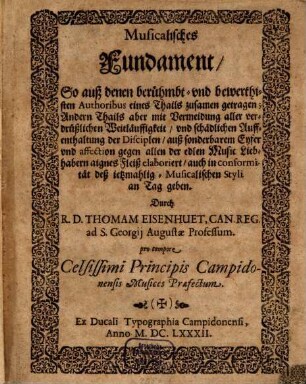 Musicalisches
Fundament/
So auß denen berühmbt- vnd bewerthi-
sten Authoribus eines Thails zusamen getragen;
Andern Thails aber mit Vermeidung aller ver-
drüßlichen Weitläuffigkeit / vnd schädlichen Auff-
enthaltung der Disciplen/ auß sonderbarem Eyfer
vnd affection gegen allen der edlen Music Lieb-
habern aignes Fleiß elaboriert / auch in conformi-
tät deß jetzmahlig- Musicalischen Styli
an Tag geben.
Durch
R. D. THOMAM EISENHUET, CAN. REG.
ad S. Georgij Augustæ Professum.
pro tempore
Celsissimi Principis Campido-
nensis Musices Præfectum.
Ex Ducali Typographia Campidonensi,
Anno M. DC. LXXXII.